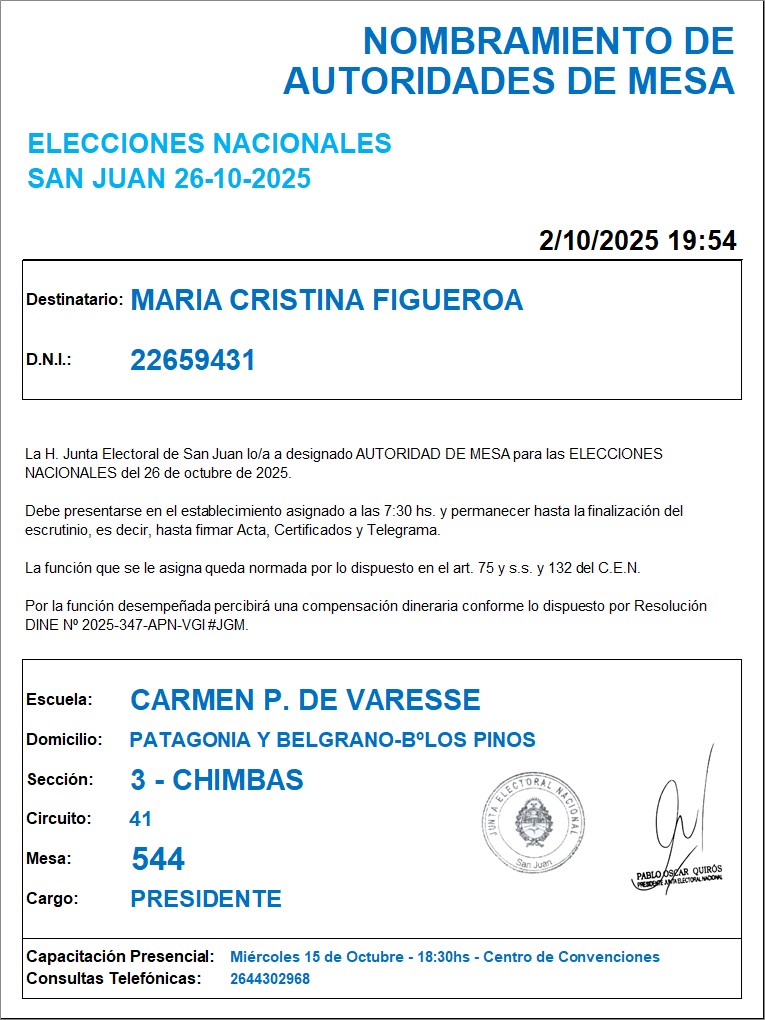 NOMBRAMIENTO DE
AUTORIDADES DE MESA
ELECCIONES NACIONALES
SAN JUAN 26-10-2025
2/10/2025 19:54
Destinatario: MARIA CRISTINA FIGUEROA
D.N.I.: 22659431
La H. Junta Electoral de San Juan lo/a a designado AUTORIDAD DE MESA para las ELECCIONES
NACIONALES del 26 de octubre de 2025.
Debe presentarse en el establecimiento asignado a las 7:30 hs. y permanecer hasta la finalización del
escrutinio, es decir, hasta firmar Acta, Certificados y Telegrama.
La función que se le asigna queda normada por lo dispuesto en el art. 75 y s.s. y 132 del C.E.N.
Por la función desempeñada percibirá una compensación dineraria conforme lo dispuesto por Resolución
DINE Nº 2025-347-APN-VGI#JGM.
Escuela: CARMEN P. DE VARESSE
Domicilio: PATAGONIA Y BELGRANO-BºLOS PINOS
Sección: 3 - CHIMBAS
Circuito: 41
Mesa: 544
Cargo: PRESIDENTE
JUNTA ELECTORAL NACIONAL
San Juan
PABLO OSCAR QUIRÓS
PRESIDENTE JUNTA ELECTORAL NACIONAL
Capacitación Presencial: Miércoles 15 de Octubre - 18:30hs - Centro de Convenciones
Consultas Telefónicas: 2644302968